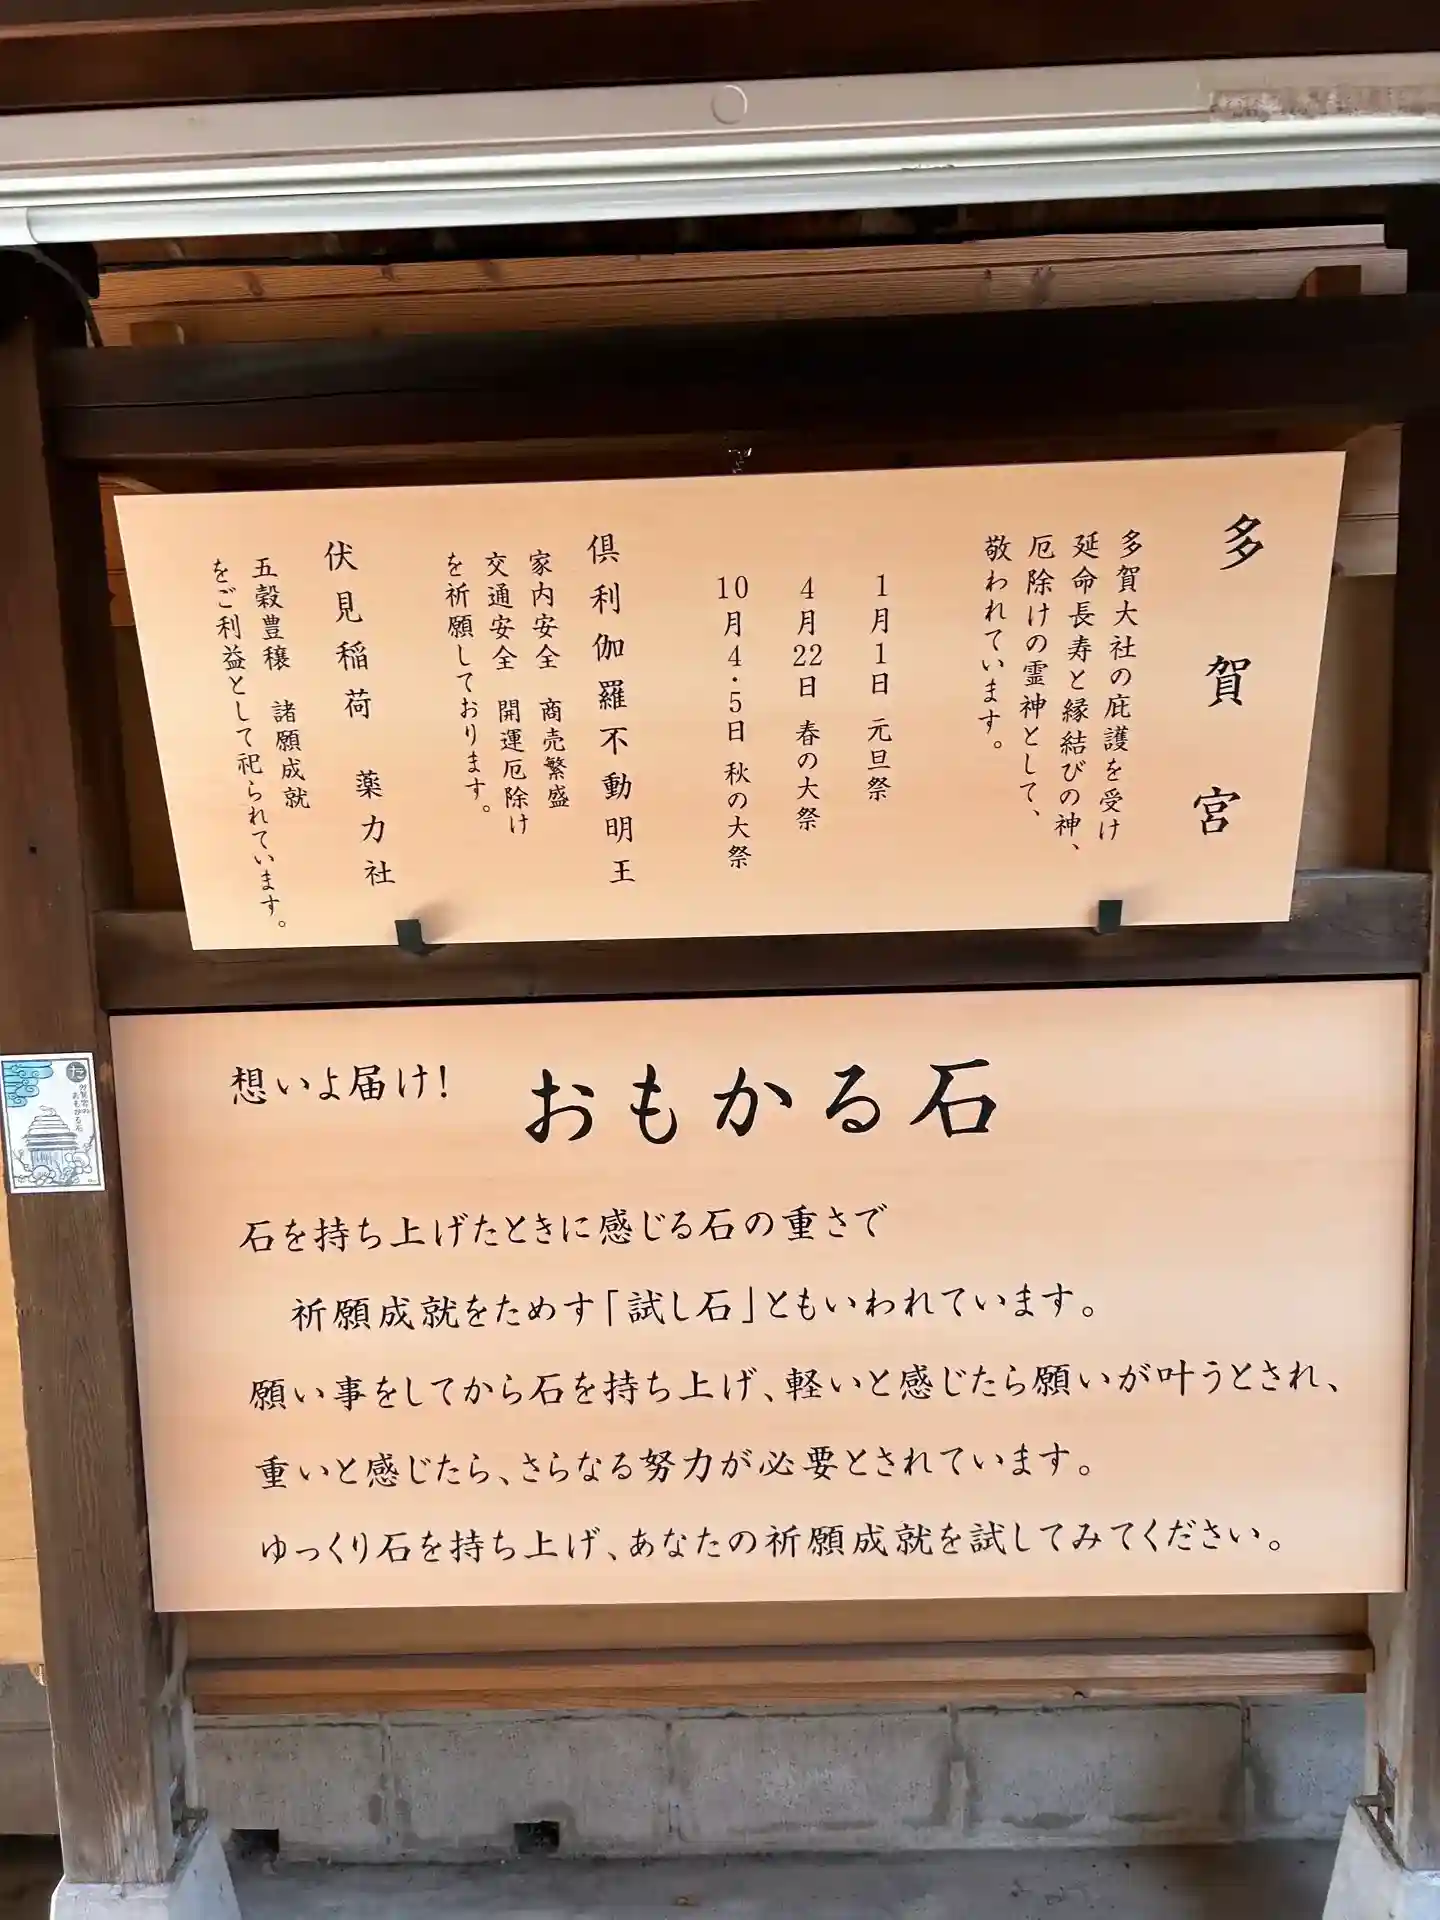 多賀宮
多賀大社の庇護を受け
延命長寿と縁結びの神、
厄除けの霊神として、
敬われています。
1月1日 元旦祭
4月22日 春の大祭
10月4・5日 秋の大祭
倶利伽羅不動明王
家内安全 商売繁盛
交通安全 開運厄除け
を祈願しております。
伏見稲荷 薬力社
五穀豊穣 諸願成就
をご利益として祀られています。
想いよ届け! おもかる石
石を持ち上げたときに感じる石の重さで
祈願成就をためす「試し石」ともいわれています。
願い事をしてから石を持ち上げ、軽いと感じたら願いが叶うとされ、
重いと感じたら、さらなる努力が必要とされています。
ゆっくり石を持ち上げ、あなたの祈願成就を試してみてください。
た
おもかる石